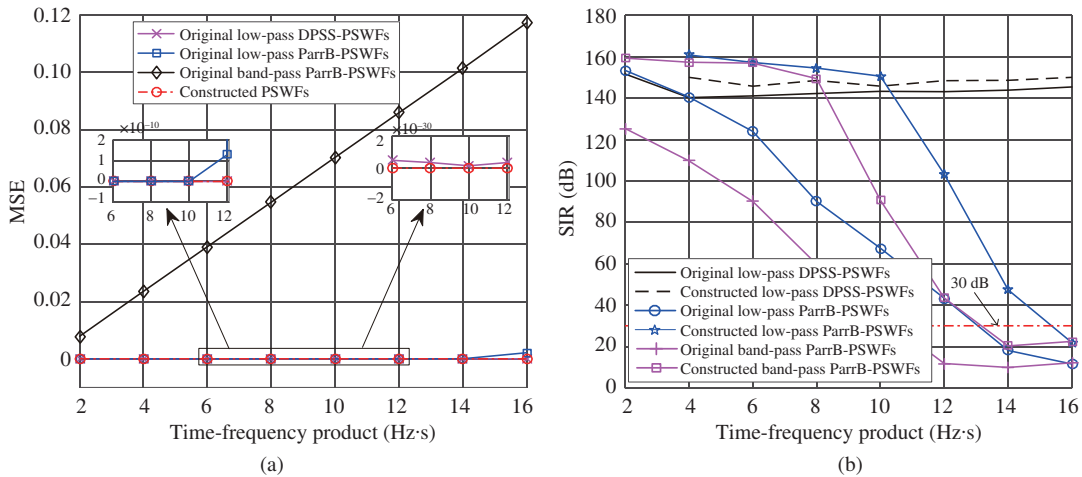 0.12
0.10
0.08
0.06
0.04
0.02
0
MSE
Original low-pass DPSS-PSWFs
Original low-pass ParrB-PSWFs
Original band-pass ParrB-PSWFs
Constructed PSWFs
×10−10
2
1
0
−1
6 8 10 12
×10−30
2
0
−2
6 8 10 12
2 4 6 8 10 12 14 16
Time-frequency product (Hz·s)
(a)
180
160
140
120
100
80
60
40
20
0
SIR (dB)
Original low-pass DPSS-PSWFs
Constructed low-pass DPSS-PSWFs
Original low-pass ParrB-PSWFs
Constructed low-pass ParrB-PSWFs
Original band-pass ParrB-PSWFs
Constructed band-pass ParrB-PSWFs
30 dB
2 4 6 8 10 12 14 16
Time-frequency product (Hz·s)
(b)